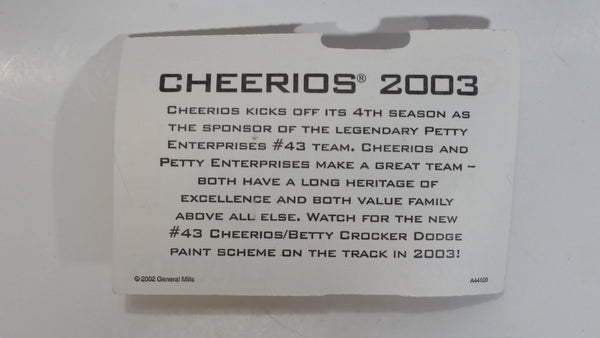 CHEERIOS® 2003
CHEERIOS KICKS OFF ITS 4TH SEASON AS
THE SPONSOR OF THE LEGENDARY PETTY
ENTERPRISES #43 TEAM. CHEERIOS AND
PETTY ENTERPRISES MAKE A GREAT TEAM –
BOTH HAVE A LONG HERITAGE OF
EXCELLENCE AND BOTH VALUE FAMILY
ABOVE ALL ELSE. WATCH FOR THE NEW
#43 CHEERIOS/BETTY CROCKER DODGE
PAINT SCHEME ON THE TRACK IN 2003!
© 2002 General Mills A44109